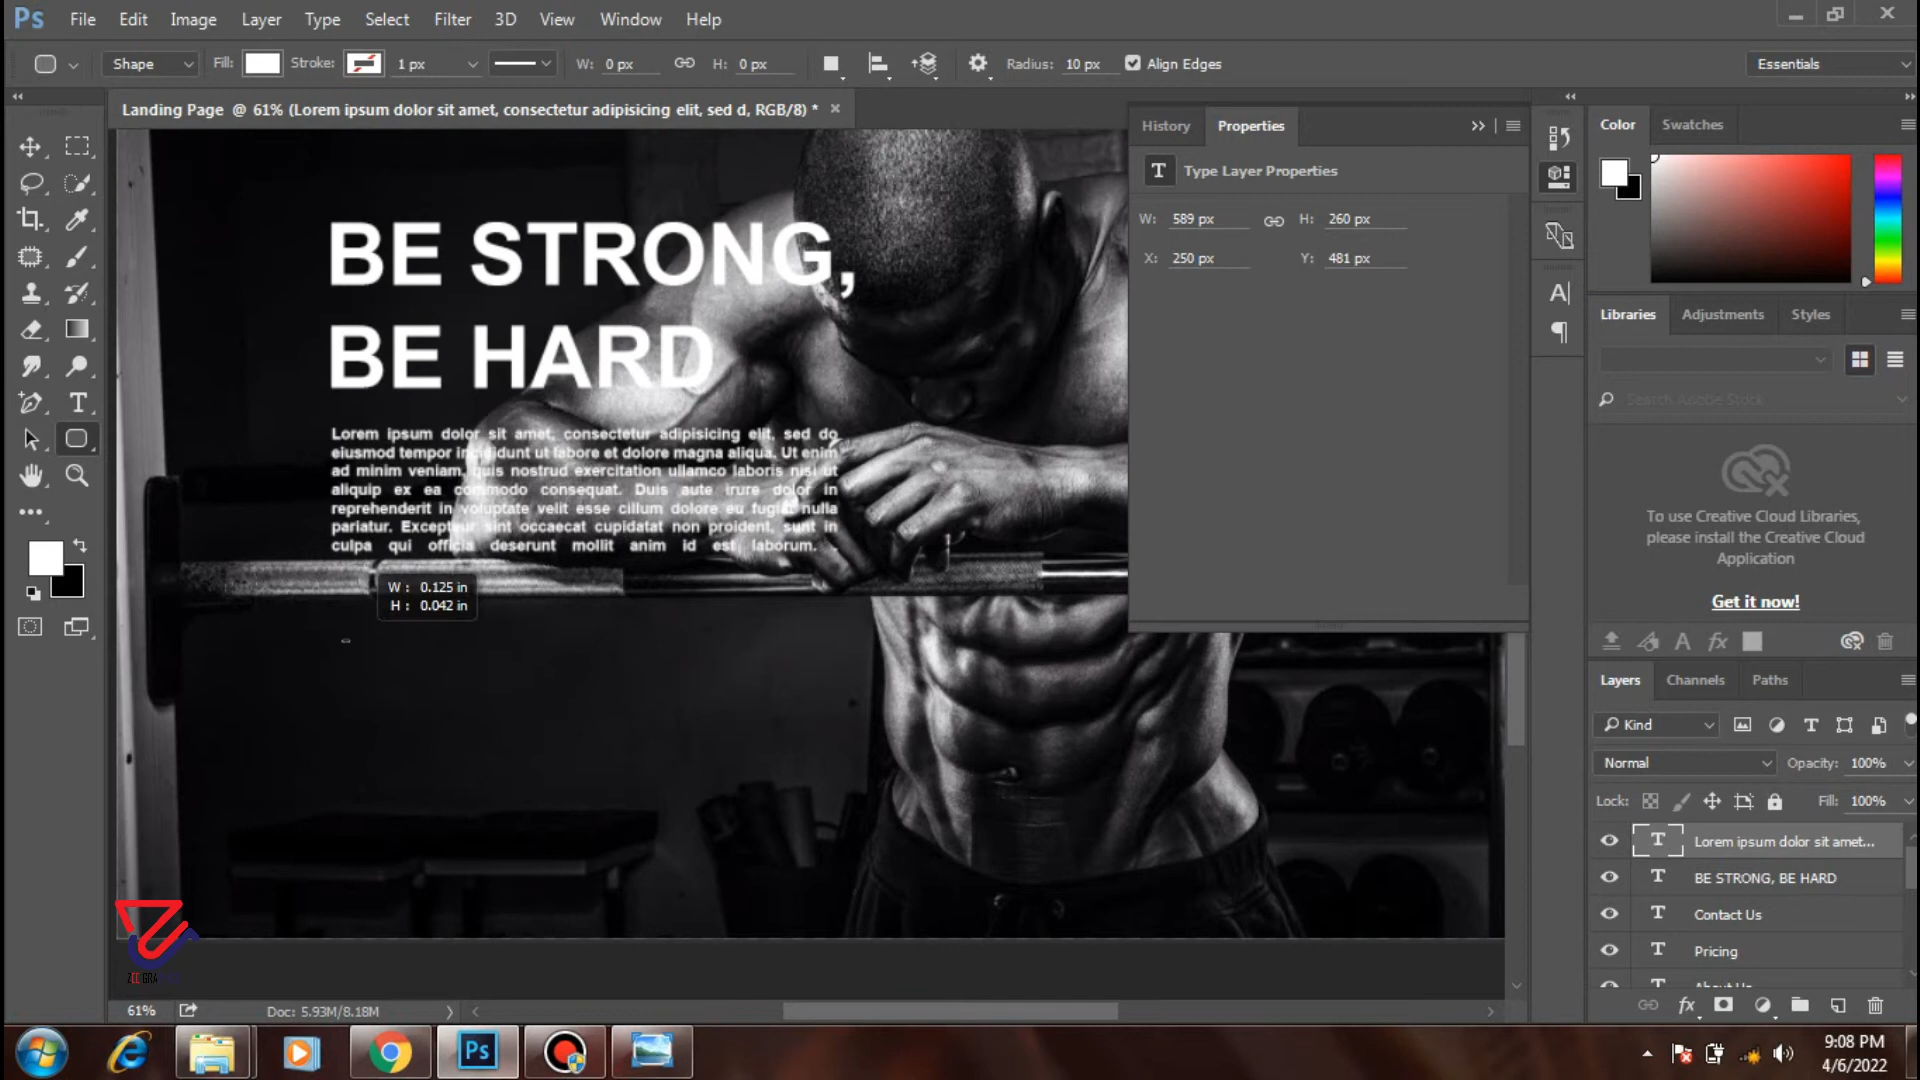 Ps File Edit Image Layer Type Select Filter 3D View Window Help
Shape Fill: Stroke: 1 px W: 0 px H: 0 px Radius: 10 px Align Edges Essentials
Landing Page @ 61% (Lorem ipsum dolor sit amet, consectetur adipisicing elit, sed d, RGB/8) * ×
History Properties
Type Layer Properties
W: 589 px H: 260 px
X: 250 px Y: 481 px
BE STRONG,
BE HARD
Lorem ipsum dolor sit amet, consectetur adipisicing elit, sed do
eiusmod tempor incididunt ut labore et dolore magna aliqua. Ut enim
ad minim veniam, quis nostrud exercitation ullamco laboris nisi ut
aliquip ex ea commodo consequat. Duis aute irure dolor in
reprehenderit in voluptate velit esse cillum dolore eu fugiat nulla
pariatur. Excepteur sint occaecat cupidatat non proident, sunt in
culpa qui officia deserunt mollit anim id est laborum.
W : 0.125 in
H : 0.042 in
Color Swatches
Libraries Adjustments Styles
Search Adobe Stock
To use Creative Cloud Libraries,
please install the Creative Cloud
Application
Get it now!
Layers Channels Paths
Kind
Normal Opacity: 100%
Lock: Fill: 100%
Lorem ipsum dolor sit amet...
BE STRONG, BE HARD
Contact Us
Pricing
About Us
61% Doc: 5.93M/8.18M
Ps
9:08 PM
4/6/2022